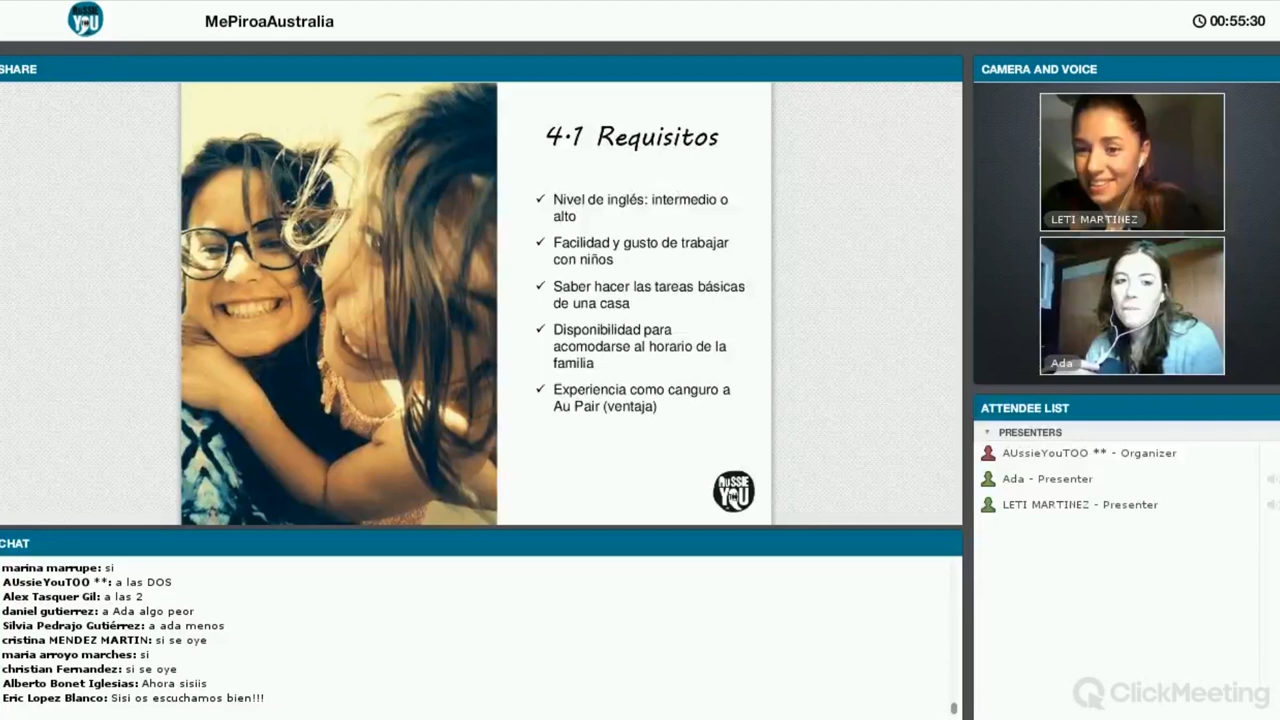 AUSSIE YOU
MePiroaAustralia
00:55:30
SHARE
4.1 Requisitos
✓ Nivel de inglés: intermedio o
alto
✓ Facilidad y gusto de trabajar
con niños
✓ Saber hacer las tareas básicas
de una casa
✓ Disponibilidad para
acomodarse al horario de la
familia
✓ Experiencia como canguro a
Au Pair (ventaja)
AUSSIE YOU
CAMERA AND VOICE
LETI MARTINEZ
Ada
ATTENDEE LIST
PRESENTERS
AUssieYouTOO ** - Organizer
Ada - Presenter
LETI MARTINEZ - Presenter
CHAT
marina marrupe: si
AUssieYouTOO **: a las DOS
Alex Tasquer Gil: a las 2
daniel gutierrez: a Ada algo peor
Silvia Pedrajo Gutiérrez: a ada menos
cristina MENDEZ MARTIN: si se oye
maria arroyo marches: si
christian Fernandez: si se oye
Alberto Bonet Iglesias: Ahora sisiis
Eric Lopez Blanco: Sisi os escuchamos bien!!!
ClickMeeting